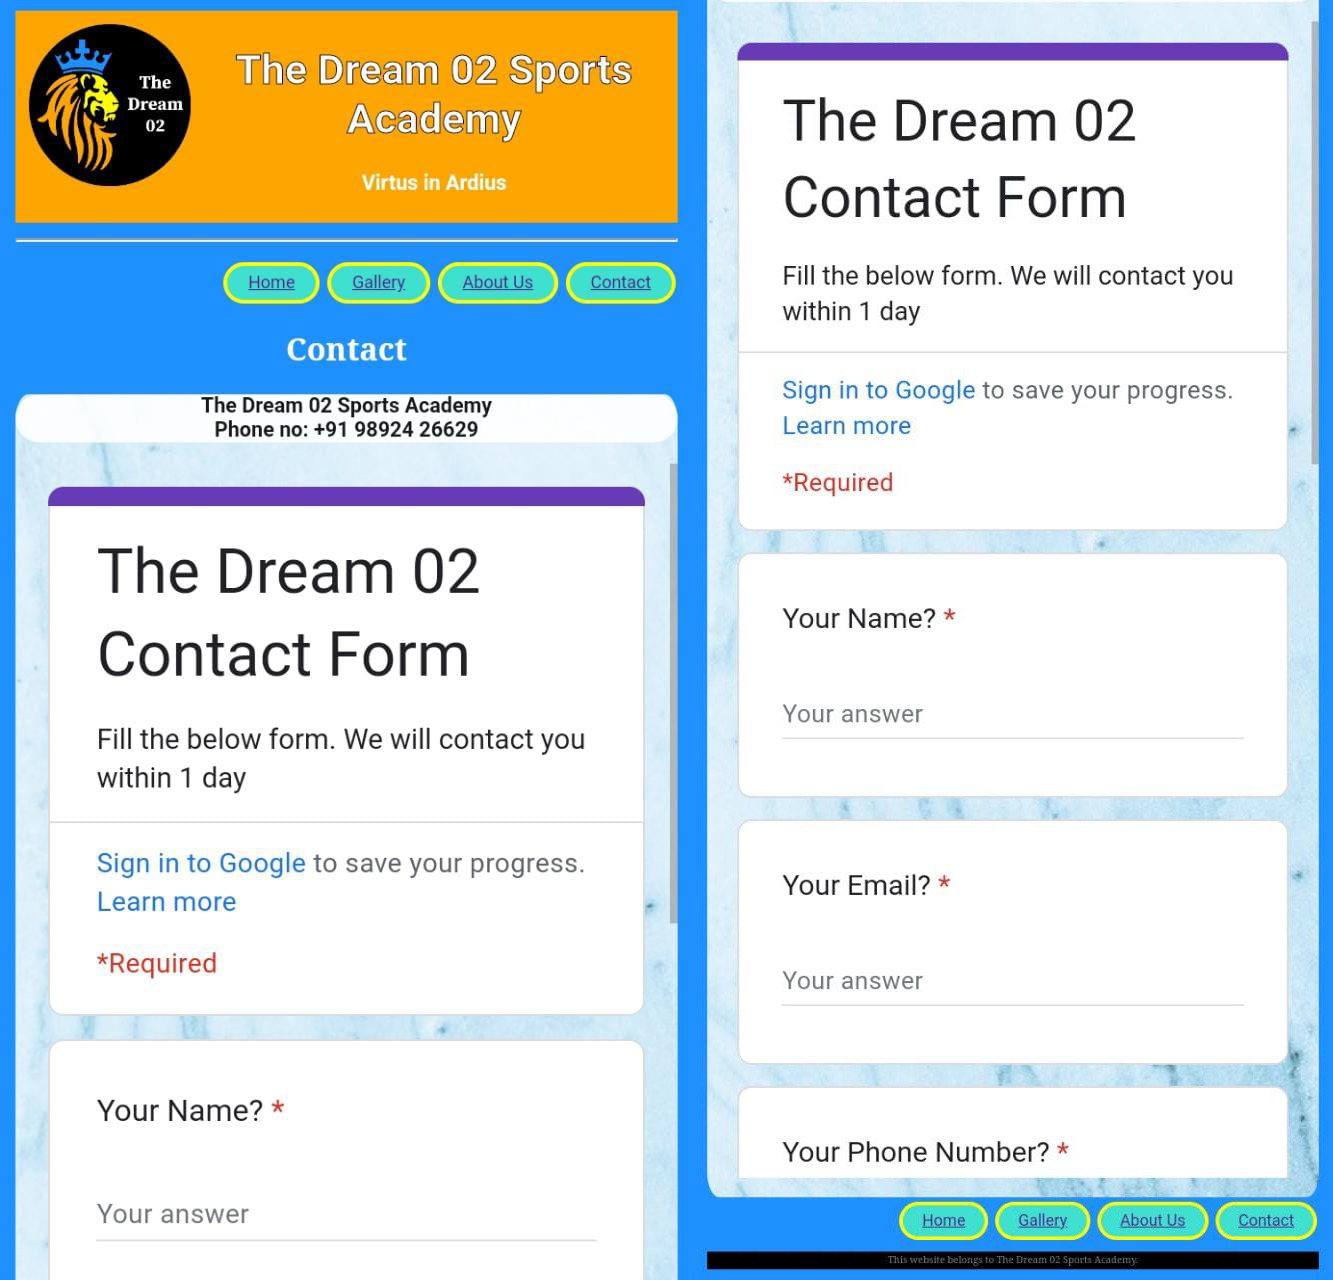 The
Dream
02
The Dream 02 Sports
Academy
Virtus in Ardius
Home Gallery About Us Contact
Contact
The Dream 02 Sports Academy
Phone no: +91 98924 26629
The Dream 02
Contact Form
Fill the below form. We will contact you
within 1 day
Sign in to Google to save your progress.
Learn more
*Required
Your Name? *
Your answer
The Dream 02
Contact Form
Fill the below form. We will contact you
within 1 day
Sign in to Google to save your progress.
Learn more
*Required
Your Name? *
Your answer
Your Email? *
Your answer
Your Phone Number? *
Home Gallery About Us Contact
This website belongs to The Dream 02 Sports Academy.